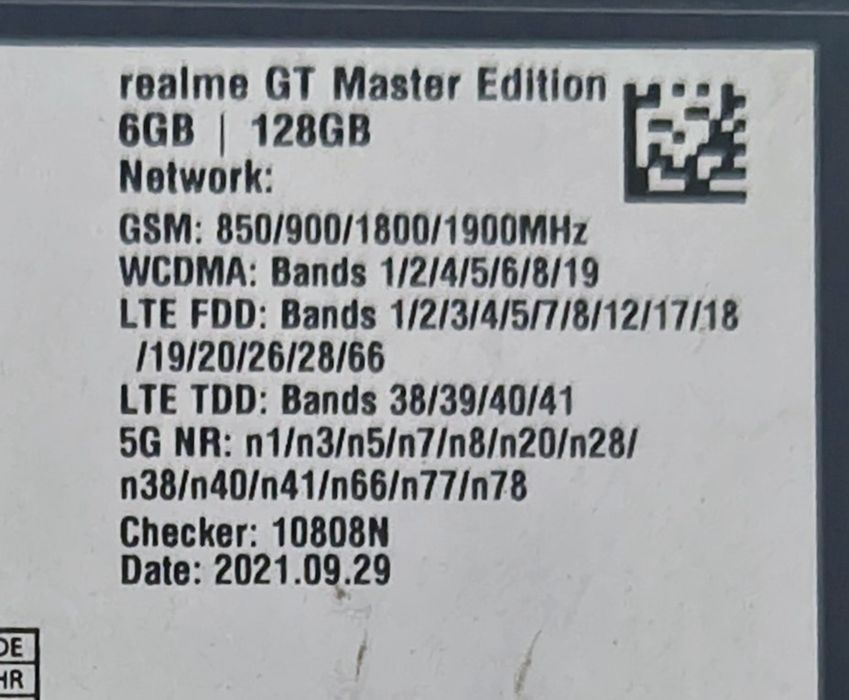 realme GT Master Edition
6GB | 128GB
Network:
GSM: 850/900/1800/1900MHz
WCDMA: Bands 1/2/4/5/6/8/19
LTE FDD: Bands 1/2/3/4/5/7/8/12/17/18
/19/20/26/28/66
LTE TDD: Bands 38/39/40/41
5G NR: n1/n3/n5/n7/n8/n20/n28/
n38/n40/n41/n66/n77/n78
Checker: 10808N
Date: 2021.09.29
DE
HR